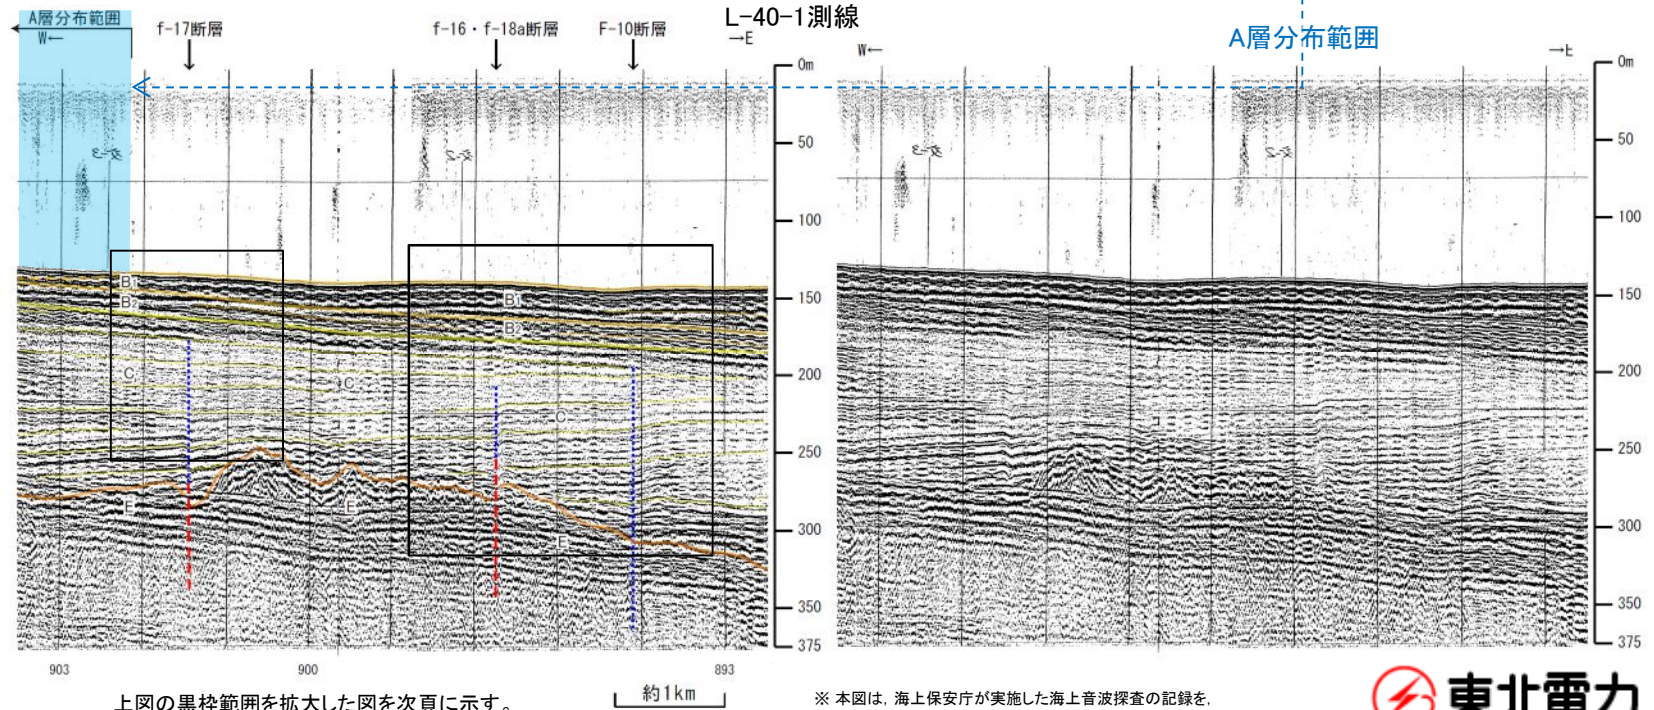 L-40-1測線
A層分布範囲
W←
f-17断層
f-16・f-18a断層
F-10断層
→E
0m
50
100
150
200
250
300
350
375
B1
B2
B1
B2
C
C
C
E
E
E
903
900
893
上図の黒枠範囲を拡大した図を次頁に示す。
約1km
A層分布範囲
W←
→E
0m
50
100
150
200
250
300
350
375
※ 本図は, 海上保安庁が実施した海上音波探査の記録を,
東北電力